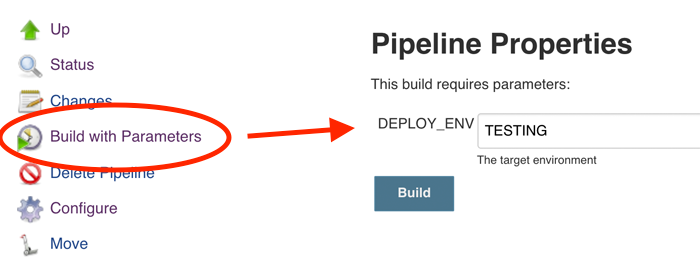 Up
Status
Changes
Build with Parameters
Delete Pipeline
Configure
Move
Pipeline Properties
This build requires parameters:
DEPLOY_ENV TESTING
The target environment
Build